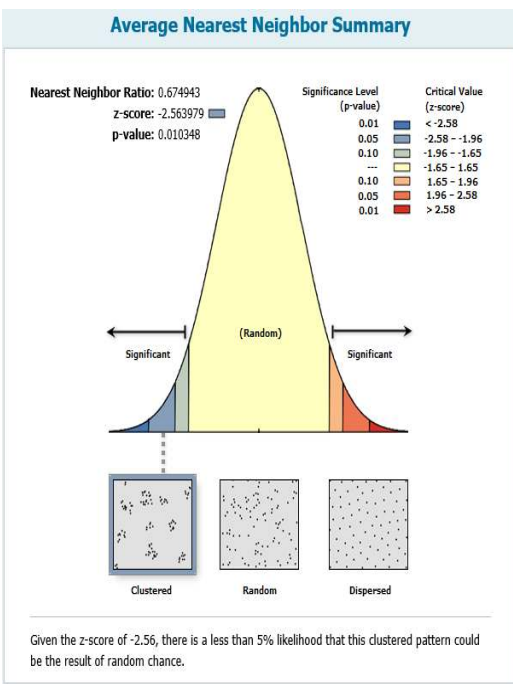 Average Nearest Neighbor Summary
Nearest Neighbor Ratio: 0.674943
z-score: -2.563979
p-value: 0.010348
Significance Level Critical Value
(p-value) (z-score)
0.01 < -2.58
0.05 -2.58 - -1.96
0.10 -1.96 - -1.65
--- -1.65 - 1.65
0.10 1.65 - 1.96
0.05 1.96 - 2.58
0.01 > 2.58
(Random)
Significant Significant
Clustered Random Dispersed
Given the z-score of -2.56, there is a less than 5% likelihood that this clustered pattern could
be the result of random chance.